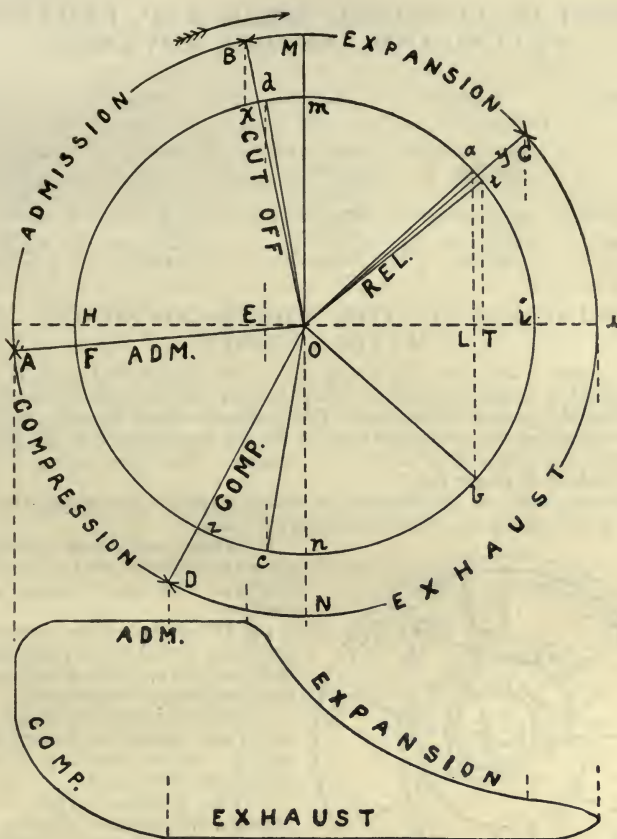 B M EXPANSION
ADMISSION
d
x m
CUT OFF
a y C
t
REL.
H E L T i
A F ADM. O
COMPRESSION
COMP.
b
z c n
D N EXHAUST
ADM.
EXPANSION
COMP.
EXHAUST